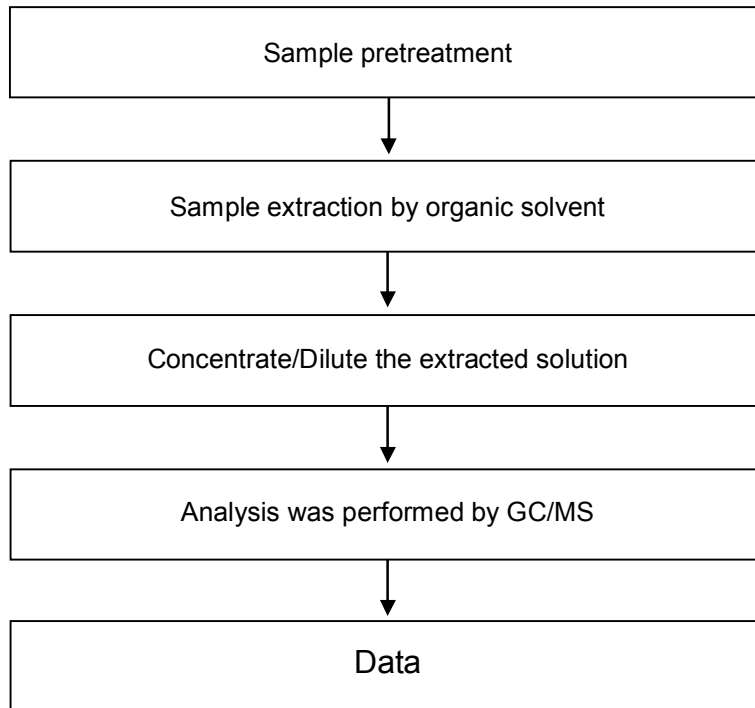 Sample pretreatment
Sample extraction by organic solvent
Concentrate/Dilute the extracted solution
Analysis was performed by GC/MS
Data